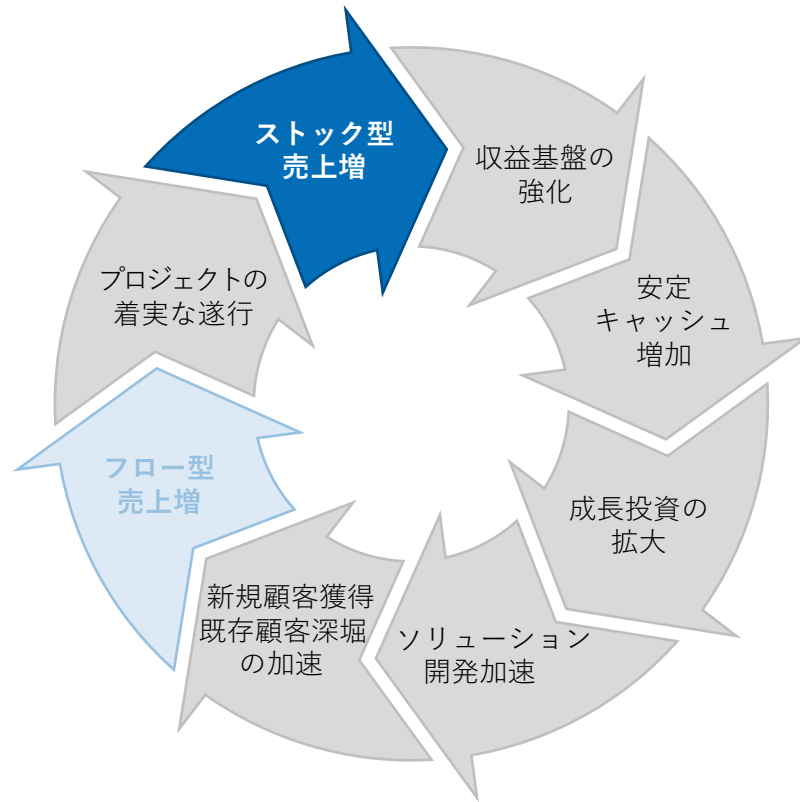 ストック型
売上増
収益基盤の
強化
安定
キャッシュ
増加
成長投資の
拡大
ソリューション
開発加速
新規顧客獲得
既存顧客深堀
の加速
フロー型
売上増
プロジェクトの
着実な遂行